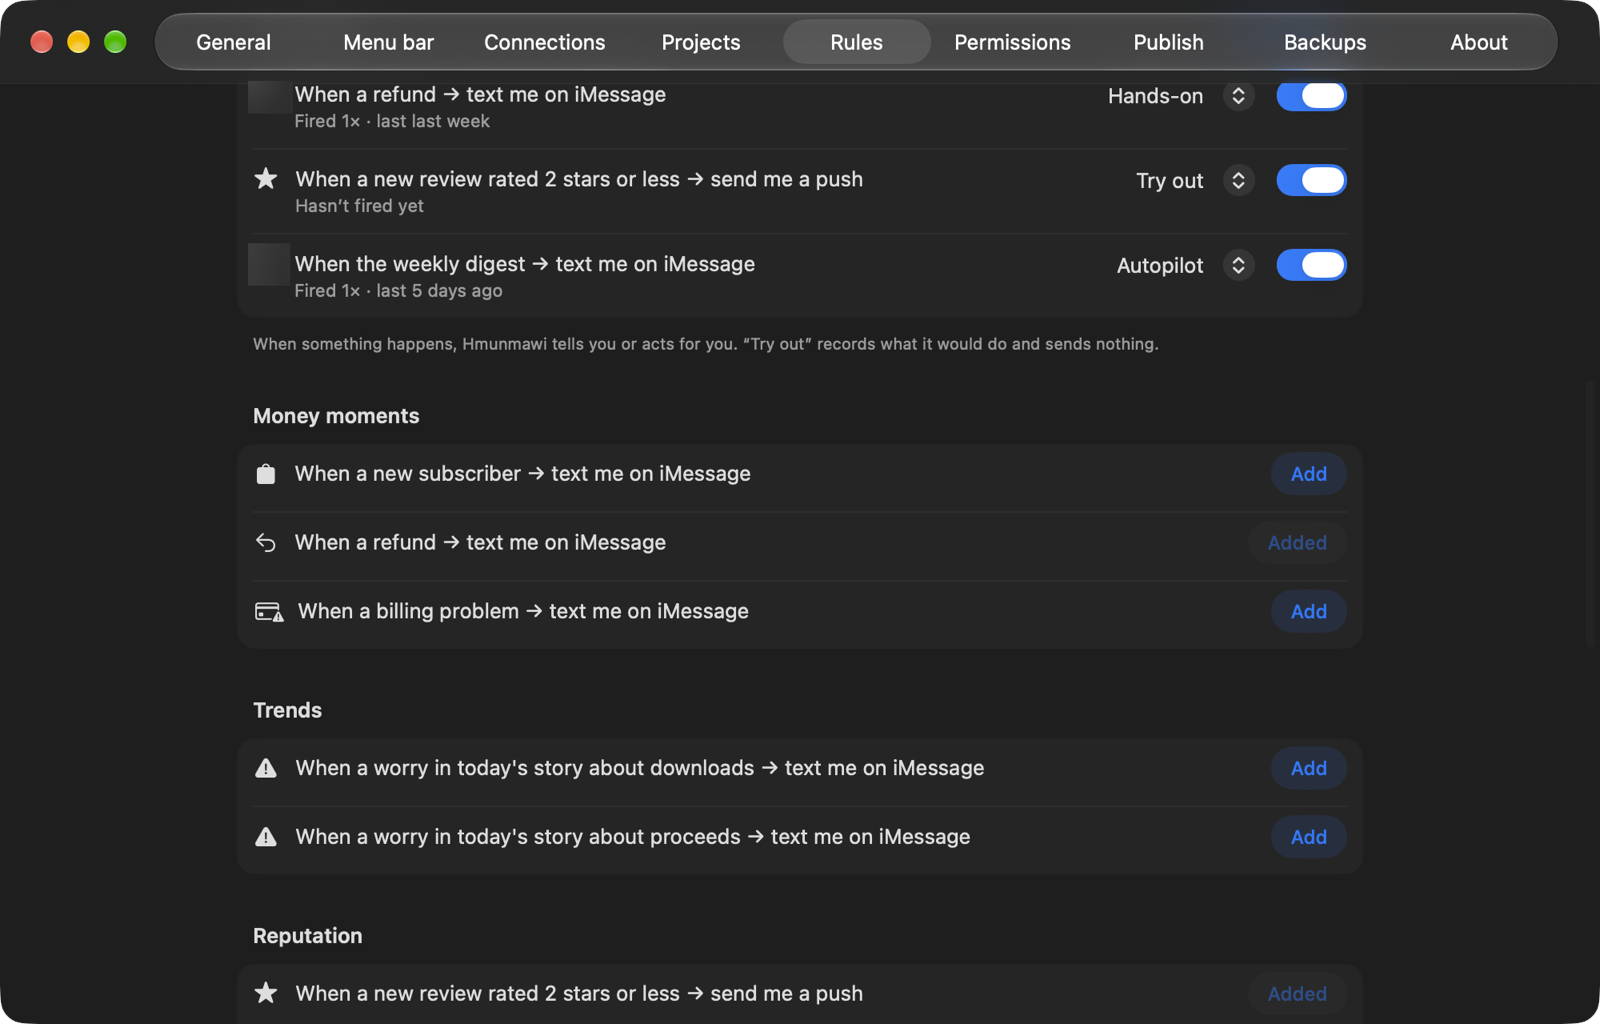 General
Menu bar
Connections
Projects
Rules
Permissions
Publish
Backups
About
When a refund → text me on iMessage
Fired 1× · last last week
Hands-on
When a new review rated 2 stars or less → send me a push
Hasn’t fired yet
Try out
When the weekly digest → text me on iMessage
Fired 1× · last 5 days ago
Autopilot
When something happens, Hmunmawi tells you or acts for you. “Try out” records what it would do and sends nothing.
Money moments
When a new subscriber → text me on iMessage
Add
When a refund → text me on iMessage
Added
When a billing problem → text me on iMessage
Add
Trends
When a worry in today's story about downloads → text me on iMessage
Add
When a worry in today's story about proceeds → text me on iMessage
Add
Reputation
When a new review rated 2 stars or less → send me a push
Added